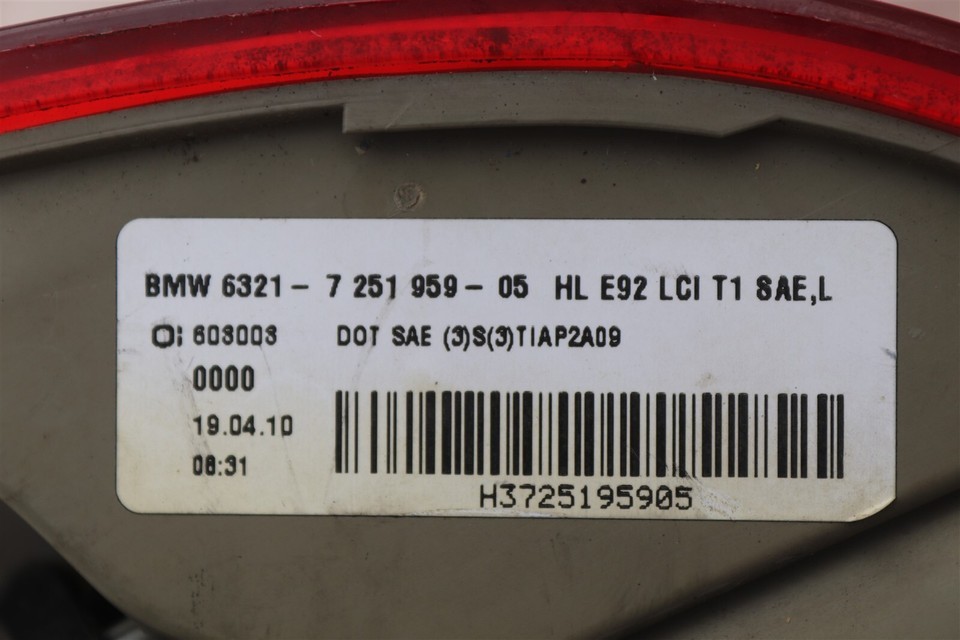 BMW 6321- 7 251 959- 05 HL E92 LCI T1 SAE,L
O: 603003 DOT SAE (3)S(3)TIAP2A09
0000
19.04.10
06:31
H3725195905